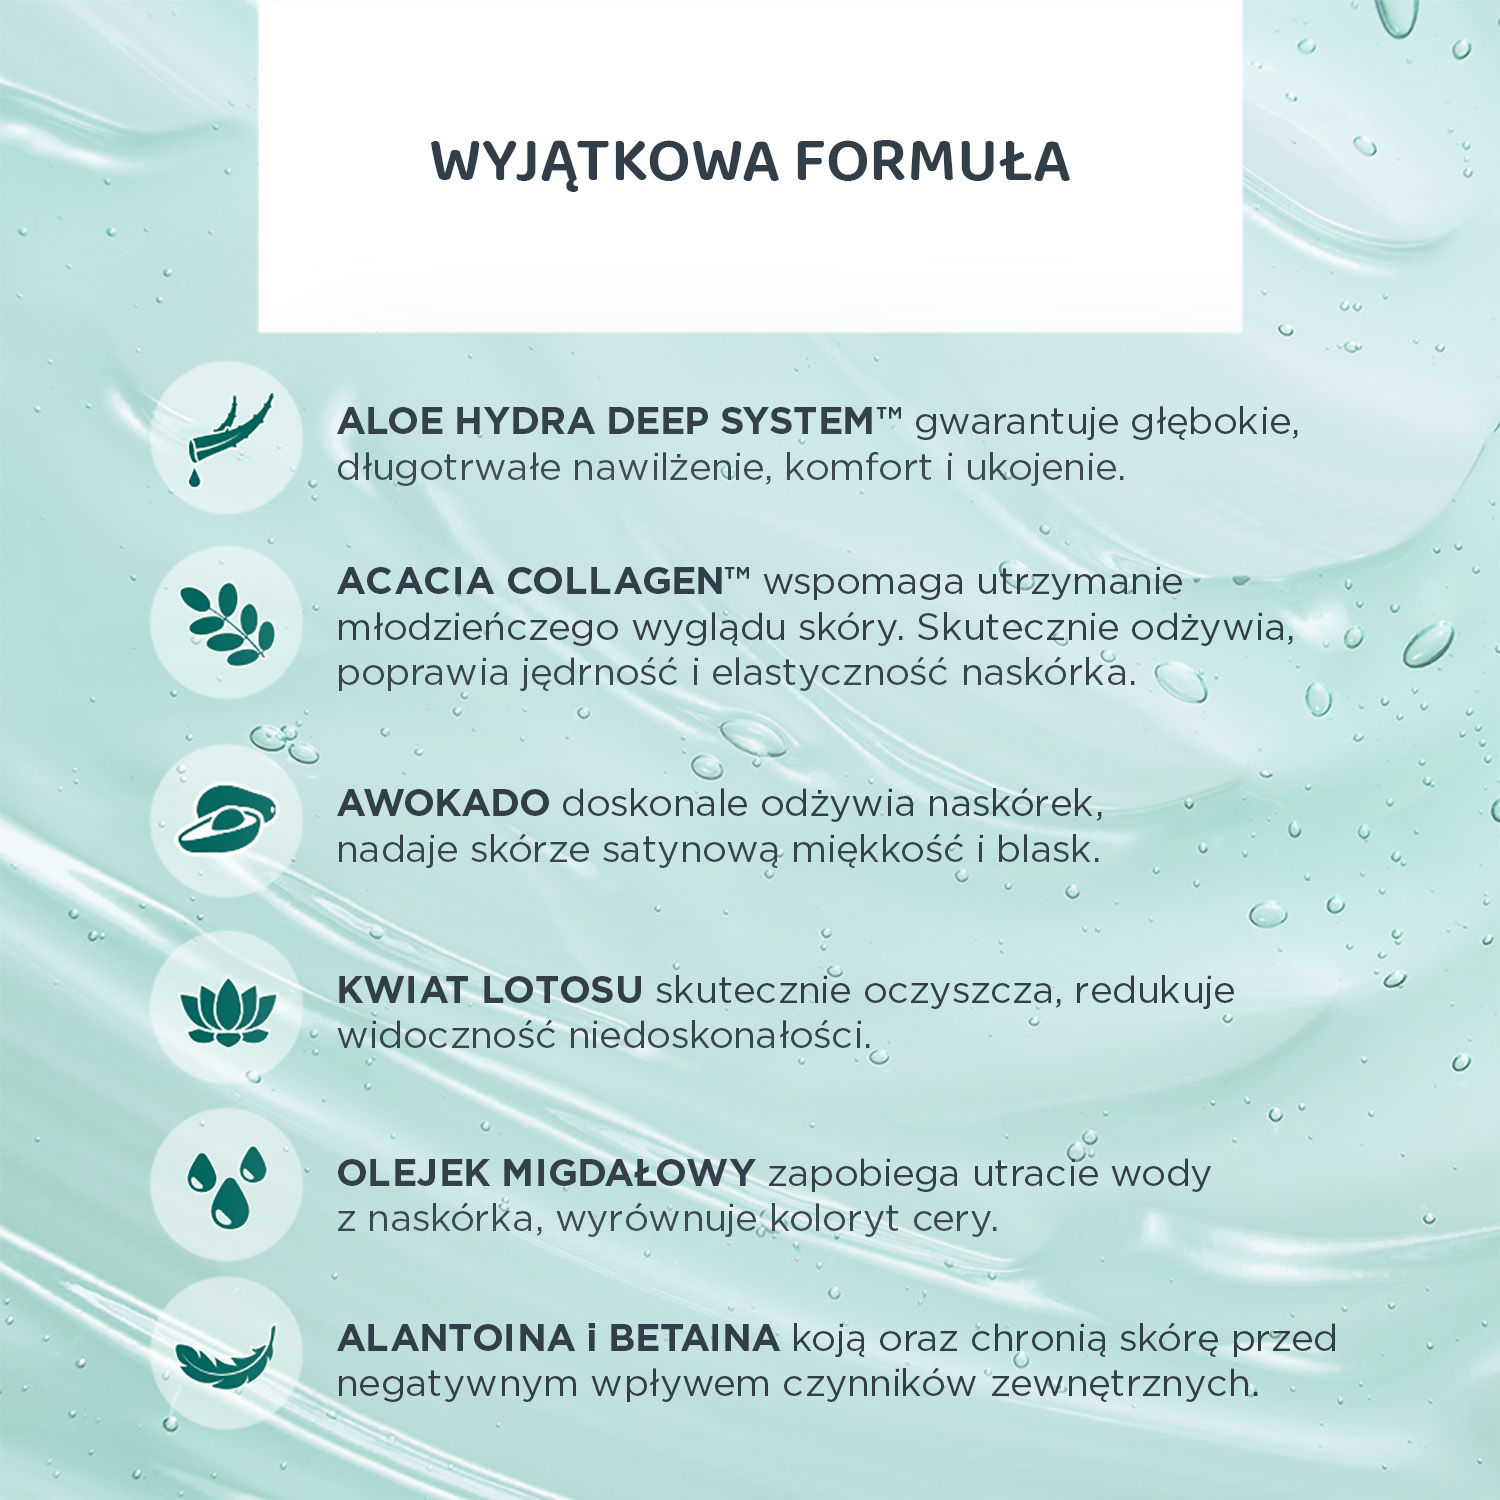 WYJĄTKOWA FORMUŁA
ALOE HYDRA DEEP SYSTEM™ gwarantuje głębokie,
długotrwałe nawilżenie, komfort i ukojenie.
ACACIA COLLAGEN™ wspomaga utrzymanie
młodzieńczego wyglądu skóry. Skutecznie odżywia,
poprawia jędrność i elastyczność naskórka.
AWOKADO doskonale odżywia naskórek,
nadaje skórze satynową miękkość i blask.
KWIAT LOTOSU skutecznie oczyszcza, redukuje
widoczność niedoskonałości.
OLEJEK MIGDAŁOWY zapobiega utracie wody
z naskórka, wyrównuje koloryt cery.
ALANTOINA i BETAINA koją oraz chronią skórę przed
negatywnym wpływem czynników zewnętrznych.